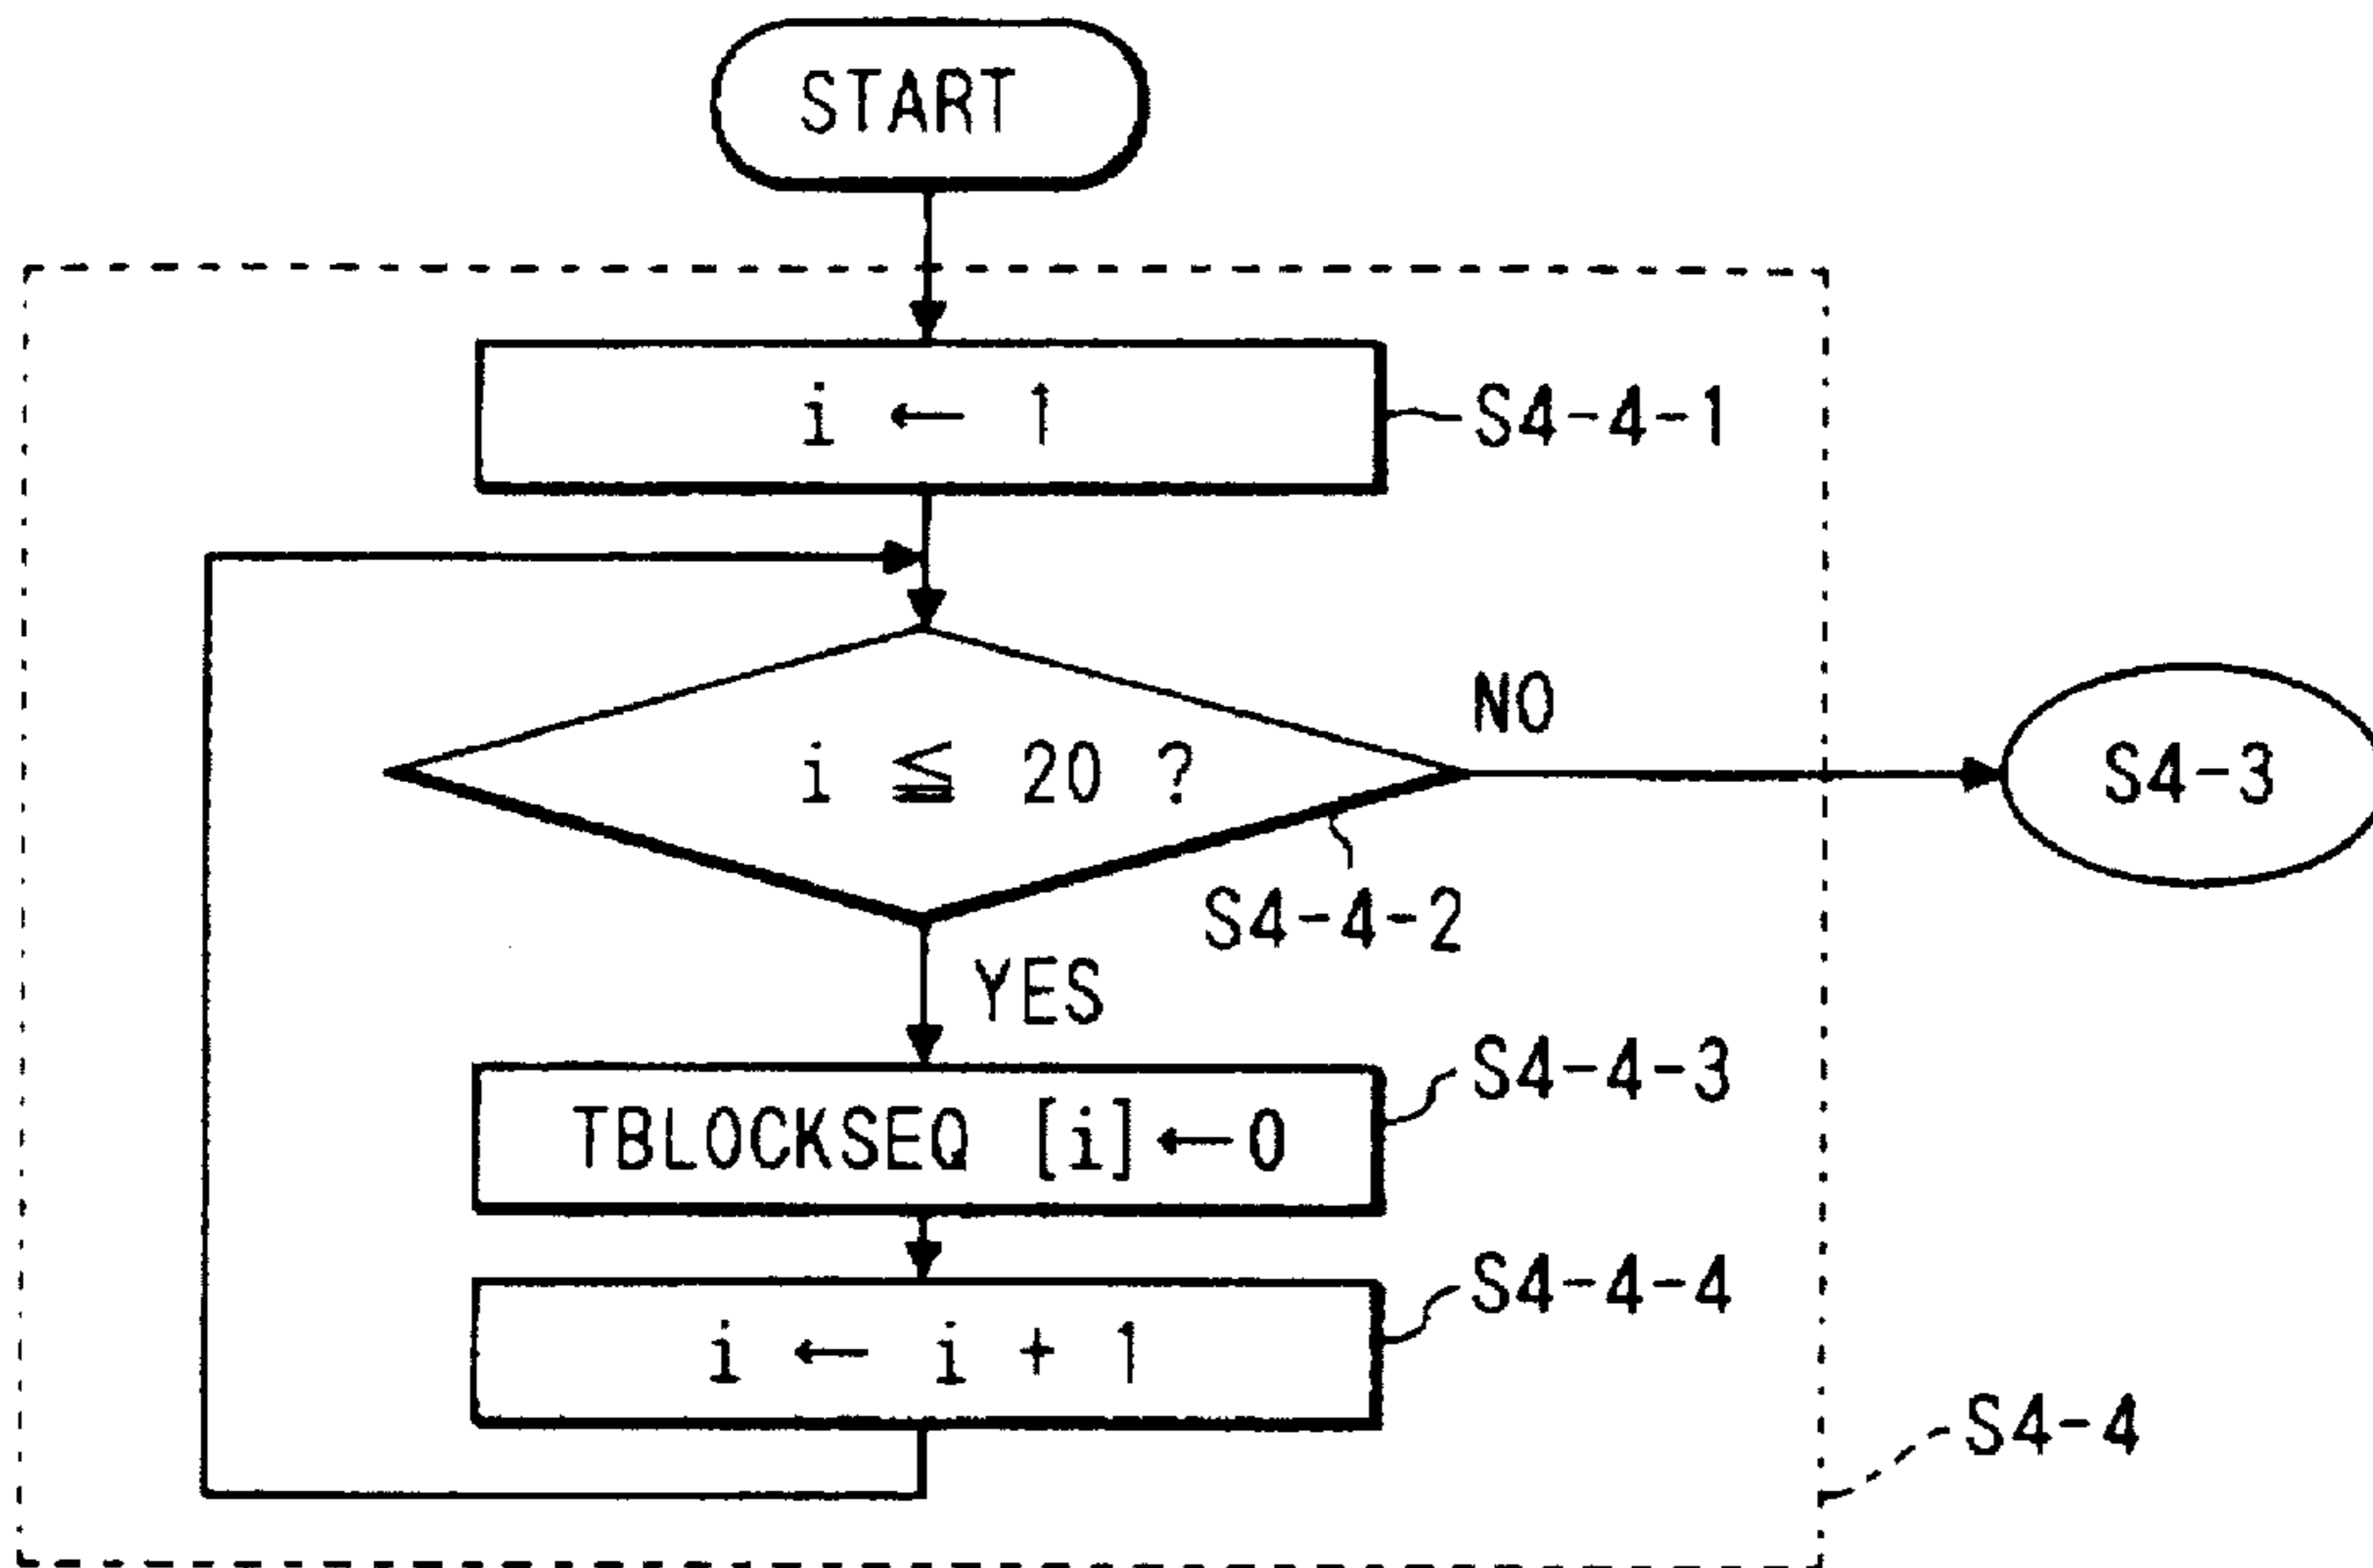 START
i ← 1
S4-4-1
i ≦ 20 ?
NO
S4-3
S4-4-2
YES
S4-4-3
TBLOCKSEQ [i]←0
S4-4-4
i ← i + 1
S4-4